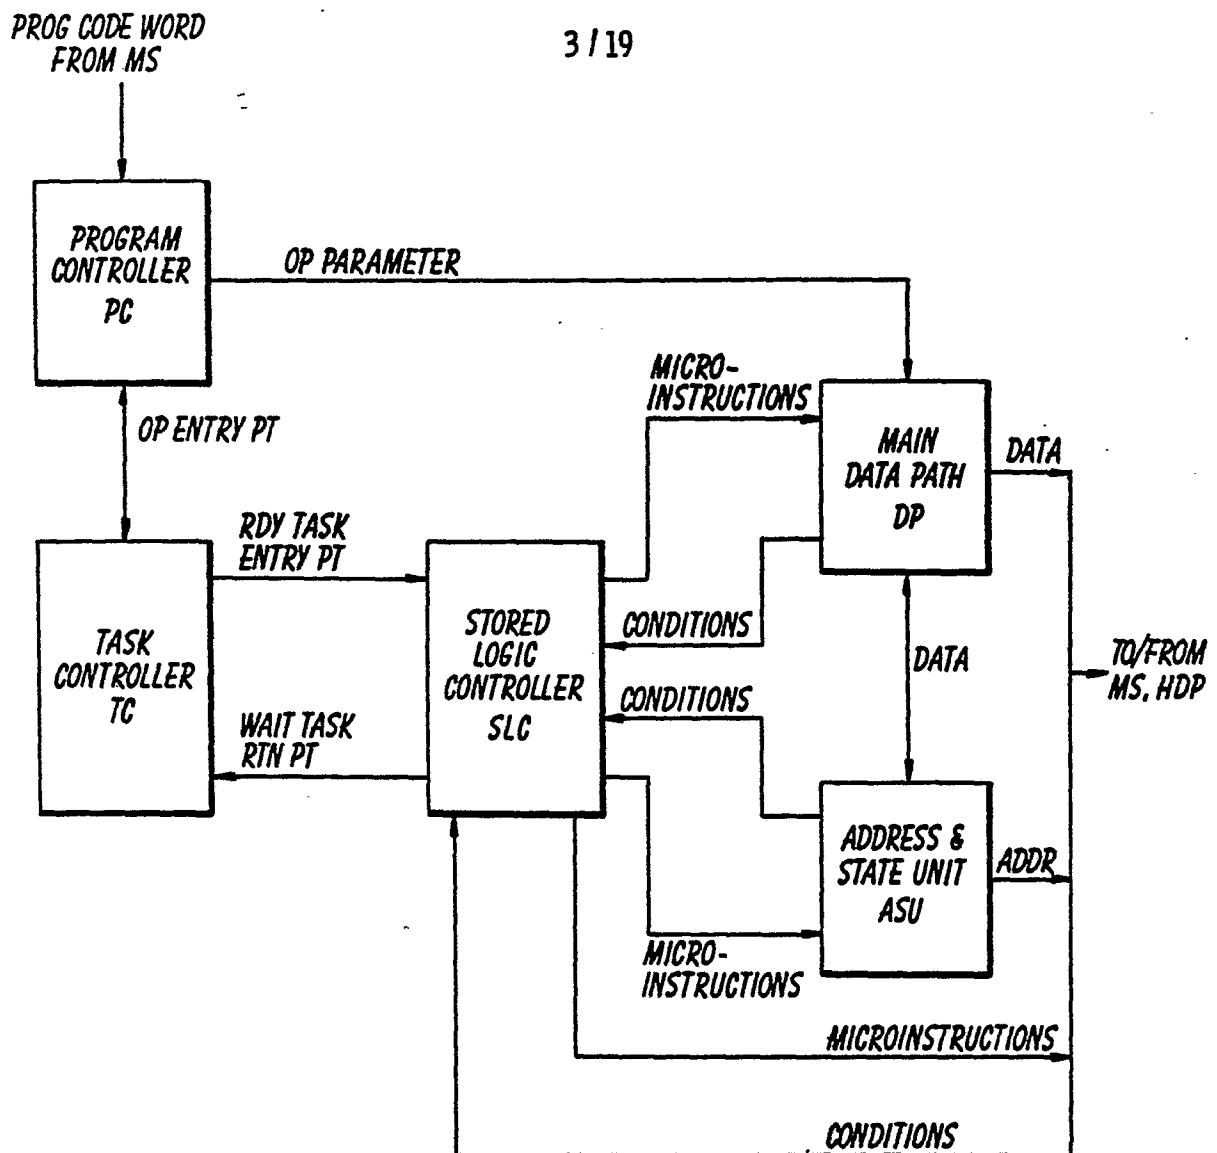 PROG CODE WORD
FROM MS
3/19
PROGRAM
CONTROLLER
PC
OP PARAMETER
MICRO-
INSTRUCTIONS
MAIN
DATA PATH
DP
DATA
OP ENTRY PT
RDY TASK
ENTRY PT
TASK
CONTROLLER
TC
STORED
LOGIC
CONTROLLER
SLC
CONDITIONS
CONDITIONS
DATA
TO/FROM
MS, HDP
WAIT TASK
RTN PT
ADDRESS &
STATE UNIT
ASU
ADDR
MICRO-
INSTRUCTIONS
MICROINSTRUCTIONS
CONDITIONS